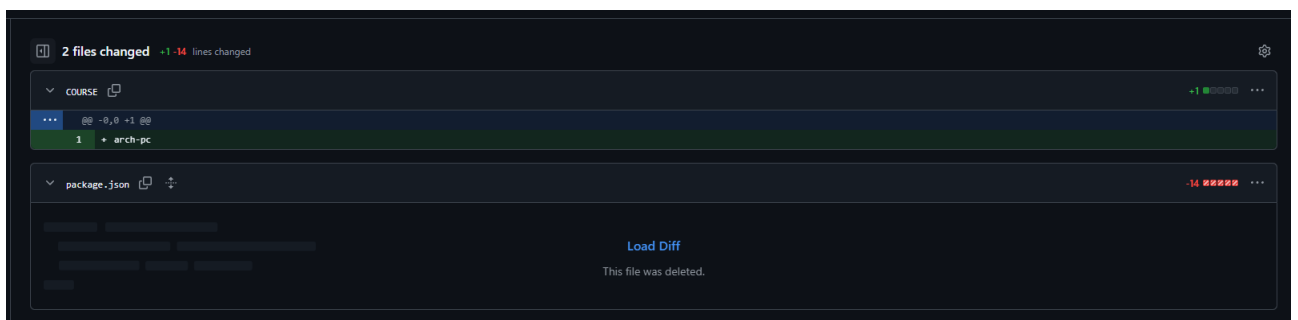 2 files changed +1 -14 lines changed
COURSE +1 ...
... @@ -0,0 +1 @@
1 + arch-pc
package.json -14 ...
Load Diff
This file was deleted.